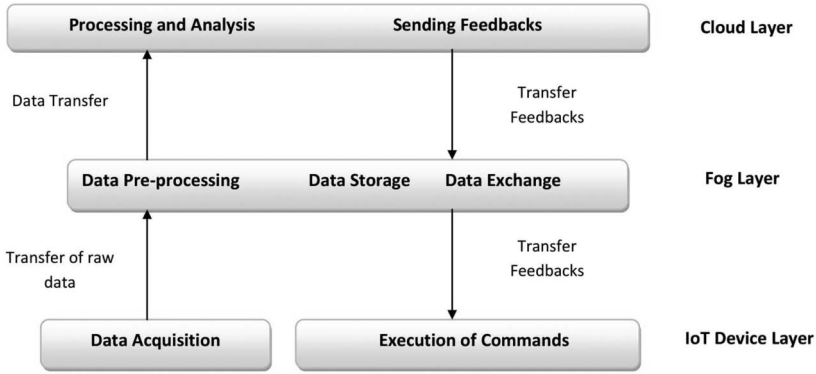 Processing and Analysis Sending Feedbacks Cloud Layer
Data Transfer
Transfer
Feedbacks
Data Pre-processing Data Storage Data Exchange Fog Layer
Transfer of raw
data
Transfer
Feedbacks
Data Acquisition Execution of Commands IoT Device Layer